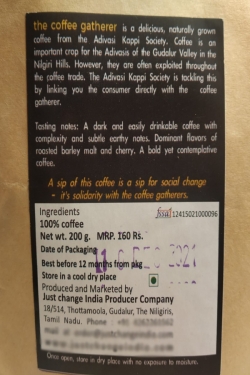 the coffee gatherer is a delicious, naturally grown
coffee from the Adivasi Kappi Society. Coffee is an
important crop for the Adivasis of the Gudalur Valley in the
Nilgiri Hills. However, they are often exploited throughout
the coffee trade. The Adivasi Kappi Society is tackling this
by linking you the consumer directly with the coffee
gatherer.
Tasting notes: A dark and easily drinkable coffee with
complexity and subtle earthy notes. Dominant flavors of
roasted barley malt and cherry. A bold yet contemplative
coffee.
A sip of this coffee is a sip for social change
- it's solidarity with the coffee gatherers.
Ingredients
100% coffee
fssai 12415021000096
Net wt. 200 g. MRP. 160 Rs.
Date of Packaging
DEC 2021
Best before 12 months from pkg
Store in a cool dry place
Produced and Marketed by
Just change India Producer Company
18/514, Thottamoola, Gudalur, The Nilgiris,
Tamil Nadu. Phone
Once open, store in dry place with no exposure to moisture.